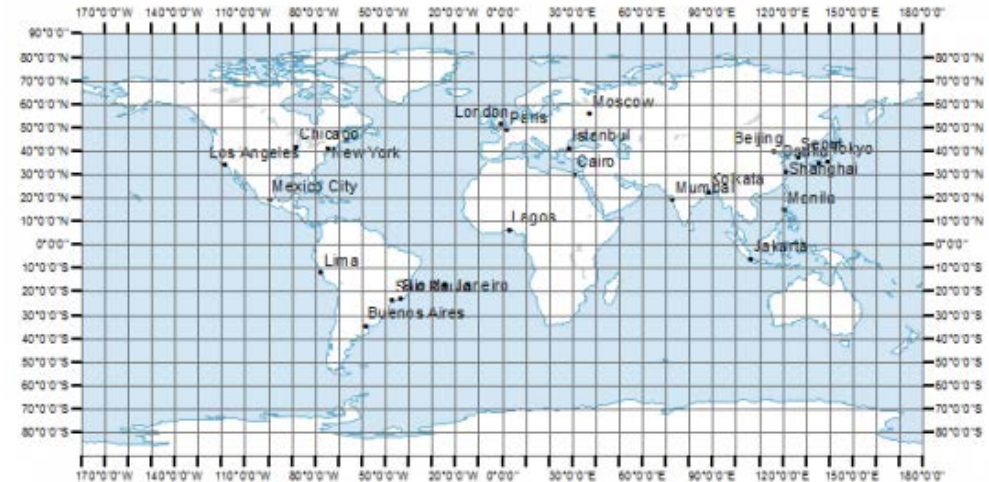 170°0'0"W 140°0'0"W 110°0'0"W 80°0'0"W 50°0'0"W 20°0'0"W 0°0'0" 30°0'0"E 60°0'0"E 90°0'0"E 120°0'0"E 150°0'0"E 180°0'0"
90°0'0"
80°0'0"N 80°0'0"N
70°0'0"N 70°0'0"N
60°0'0"N 60°0'0"N
50°0'0"N 50°0'0"N
40°0'0"N 40°0'0"N
30°0'0"N 30°0'0"N
20°0'0"N 20°0'0"N
10°0'0"N 10°0'0"N
0°0'0" 0°0'0"
10°0'0"S 10°0'0"S
20°0'0"S 20°0'0"S
30°0'0"S 30°0'0"S
40°0'0"S 40°0'0"S
50°0'0"S 50°0'0"S
60°0'0"S 60°0'0"S
70°0'0"S 70°0'0"S
80°0'0"S 80°0'0"S
Moscow
London
Paris
Chicago
Istanbul
Beijing
Seoul
Tokyo
Los Angeles
New York
Cairo
Shanghai
Mexico City
Mumbai
Kolkata
Manila
Lagos
Jakarta
Lima
Rio de Janeiro
Buenos Aires
170°0'0"W 140°0'0"W 110°0'0"W 80°0'0"W 50°0'0"W 20°0'0"W 0°0'0" 30°0'0"E 60°0'0"E 90°0'0"E 120°0'0"E 150°0'0"E 180°0'0"